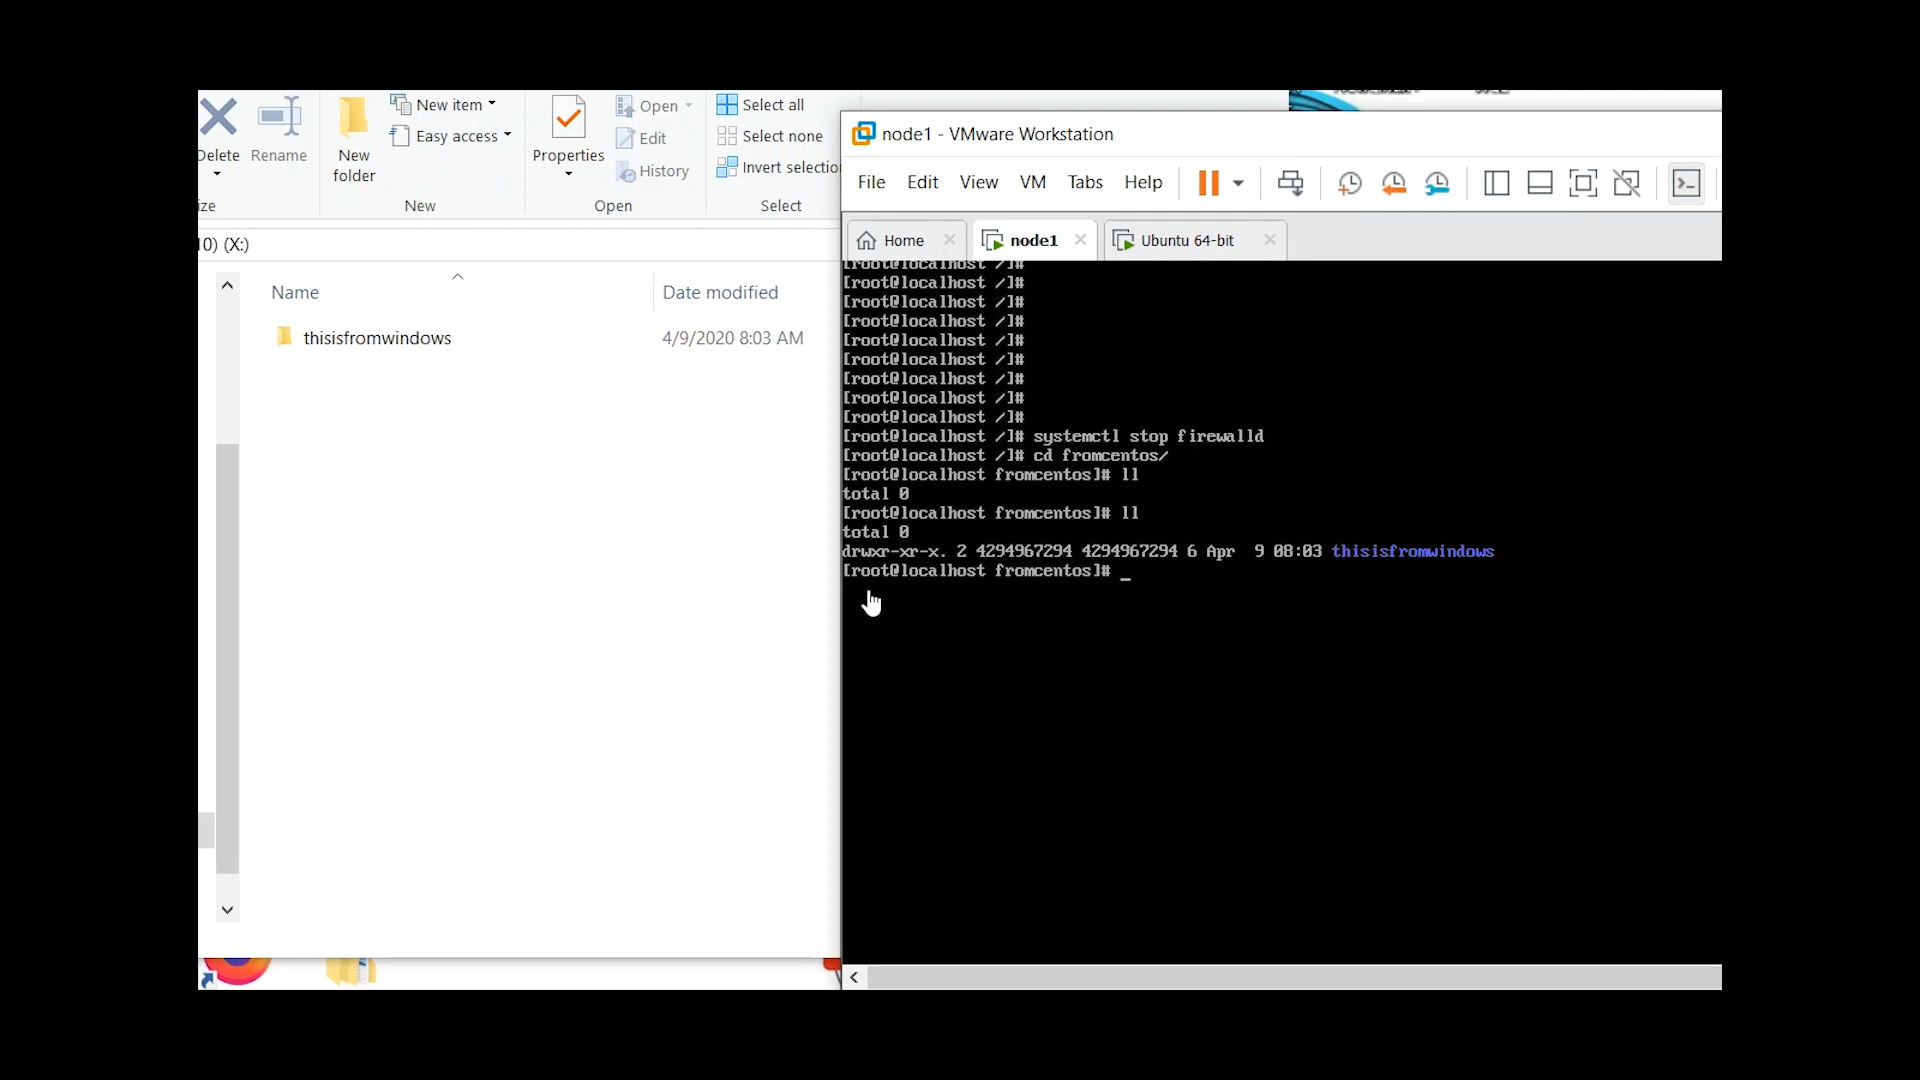 Delete
Rename
New folder
New item
Easy access
Properties
Open
Edit
History
Select all
Select none
Invert selectio
ize
New
Open
Select
10) (X:)
Name
Date modified
thisisfromwindows
4/9/2020 8:03 AM
node1 - VMware Workstation
File Edit View VM Tabs Help
Home
node1
Ubuntu 64-bit
[root@localhost /]#
[root@localhost /]#
[root@localhost /]#
[root@localhost /]#
[root@localhost /]#
[root@localhost /]#
[root@localhost /]#
[root@localhost /]#
[root@localhost /]#
[root@localhost /]# systemctl stop firewalld
[root@localhost /]# cd fromcentos/
[root@localhost fromcentos]# ll
total 0
[root@localhost fromcentos]# ll
total 0
drwxr-xr-x. 2 4294967294 4294967294 6 Apr  9 08:03 thisisfromwindows
[root@localhost fromcentos]# _